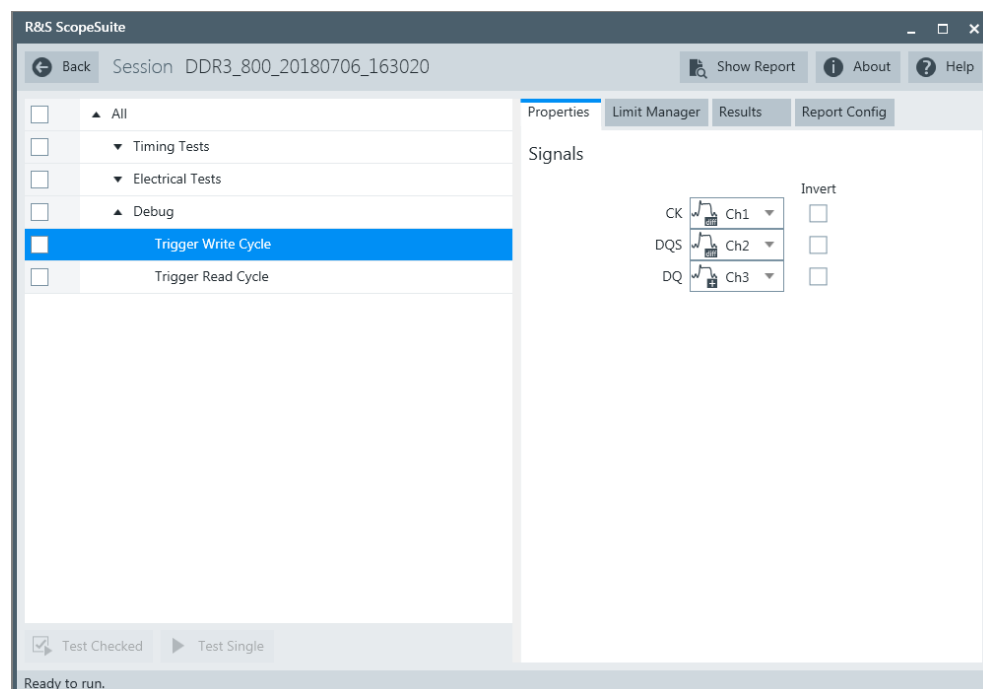 R&S ScopeSuite
Back Session DDR3_800_20180706_163020 Show Report About Help
All
Timing Tests
Electrical Tests
Debug
Trigger Write Cycle
Trigger Read Cycle
Test Checked Test Single
Properties Limit Manager Results Report Config
Signals
Invert
CK Ch1
DQS Ch2
DQ Ch3
Ready to run.